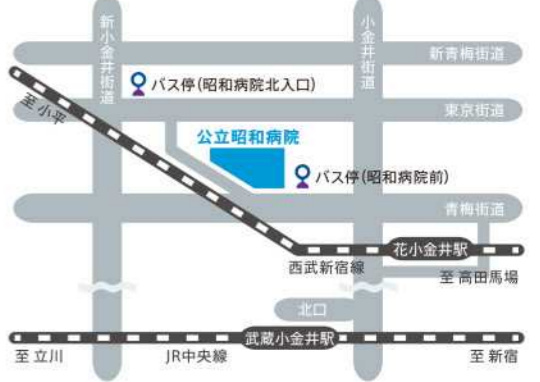 新小金井街道
小金井街道
新青梅街道
バス停(昭和病院北入口)
至 小平
東京街道
公立昭和病院
バス停(昭和病院前)
青梅街道
花小金井駅
西武新宿線
至 高田馬場
北口
武蔵小金井駅
至 立川
JR中央線
至 新宿